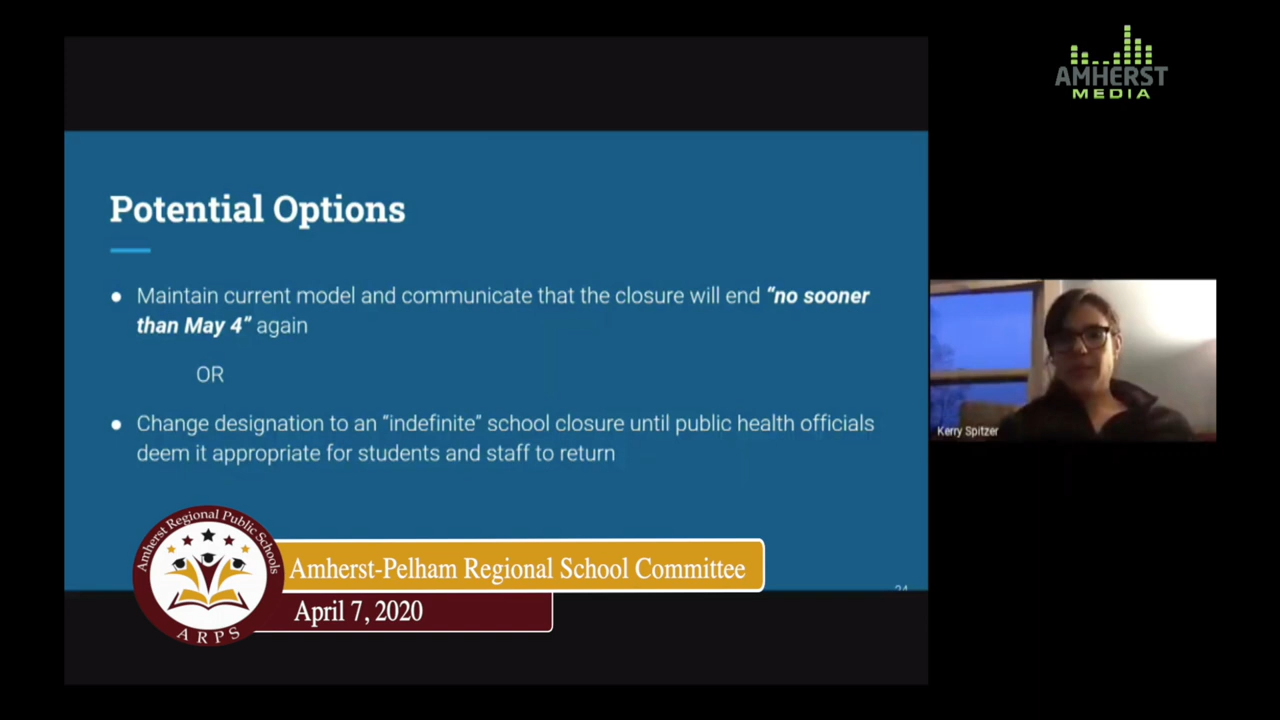 AMHERST
MEDIA
Potential Options
Maintain current model and communicate that the closure will end “no sooner
than May 4” again
OR
Change designation to an “indefinite” school closure until public health officials
deem it appropriate for students and staff to return
Kerry Spitzer
Amherst Regional Public Schools
ARPS
Amherst-Pelham Regional School Committee
April 7, 2020